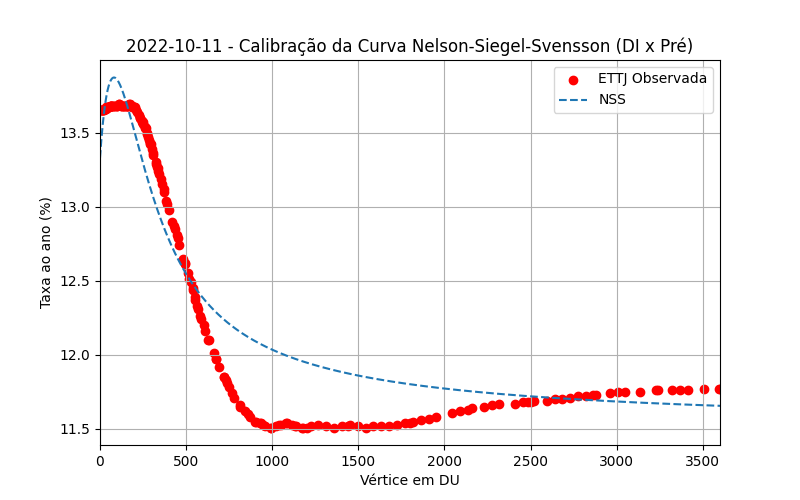 2022-10-11 - Calibração da Curva Nelson-Siegel-Svensson (DI x Pré)
ETTJ Observada
NSS
Taxa ao ano (%)
13.5
13.0
12.5
12.0
11.5
0 500 1000 1500 2000 2500 3000 3500
Vértice em DU